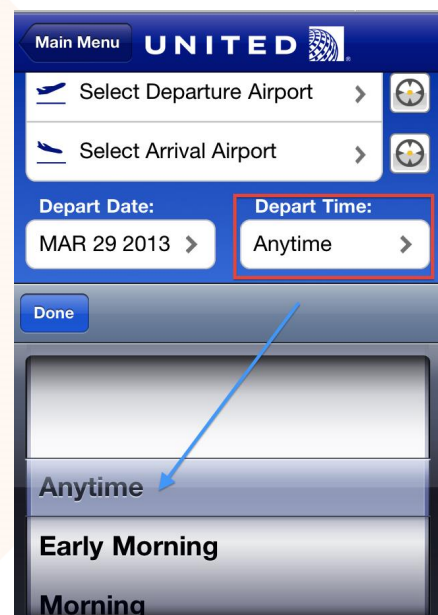 Main Menu UNITED
Select Departure Airport
Select Arrival Airport
Depart Date: Depart Time:
MAR 29 2013 Anytime
Done
Anytime
Early Morning
Morning